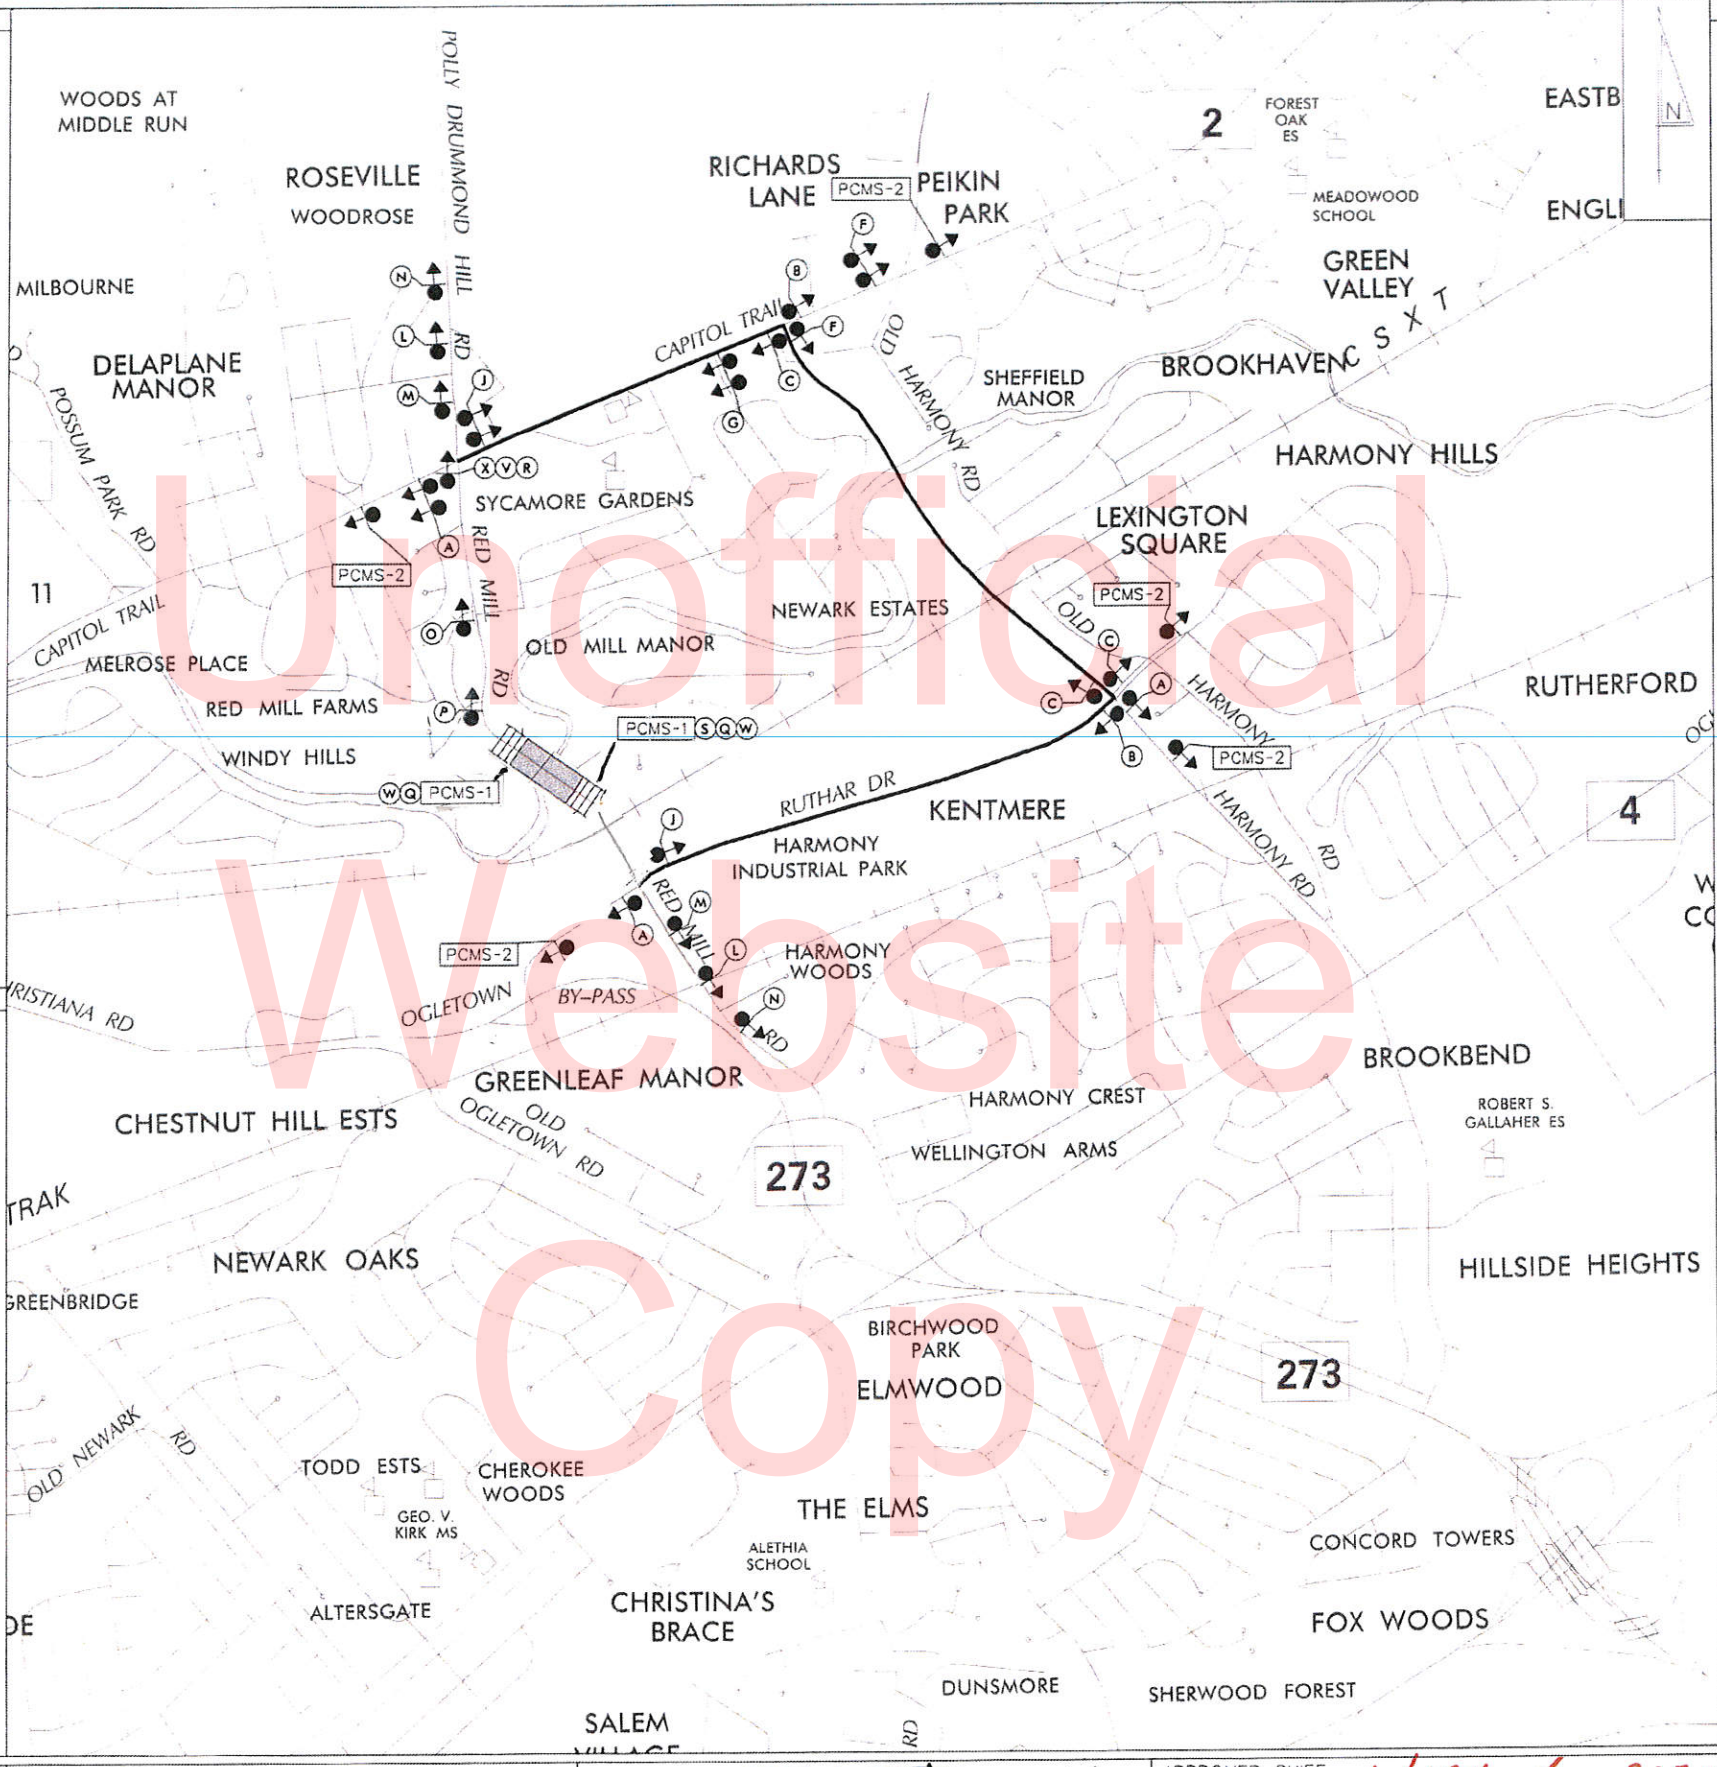 POLLY DRUMMOND HILL RD
WOODS AT
MIDDLE RUN
2
FOREST
OAK
ES
EASTB
N
ROSEVILLE
WOODROSE
RICHARDS
LANE
PCMS-2
PEIKIN
PARK
MEADOWOOD
SCHOOL
ENGLI
F
B
GREEN
VALLEY
MILBOURNE
N
L
M
J
CAPITOL TRAIL
F
C
G
OLD HARMONY RD
SHEFFIELD
MANOR
BROOKHAVEN
C S X T
DELAPLANE
MANOR
POSSUM PARK RD
HARMONY HILLS
X V R
SYCAMORE GARDENS
A
PCMS-2
RED MILL RD
LEXINGTON
SQUARE
11
CAPITOL TRAIL
NEWARK ESTATES
PCMS-2
OLD
C
O
OLD MILL MANOR
MELROSE PLACE
RED MILL FARMS
P
C
A
HARMONY
RD
RUTHERFORD
WINDY HILLS
PCMS-1 S Q W
B
PCMS-2
W Q PCMS-1
RUTHAR DR
KENTMERE
HARMONY RD
4
J
HARMONY
INDUSTRIAL PARK
RED MILL RD
M
A
PCMS-2
L
HARMONY
WOODS
N
RISTIANA RD
OGLETOWN BY-PASS
GREENLEAF MANOR
BROOKBEND
CHESTNUT HILL ESTS
OLD
OGLETOWN RD
HARMONY CREST
ROBERT S.
GALLAHER ES
WELLINGTON ARMS
273
TRAK
NEWARK OAKS
HILLSIDE HEIGHTS
GREENBRIDGE
BIRCHWOOD
PARK
ELMWOOD
273
OLD NEWARK RD
TODD ESTS
CHEROKEE
WOODS
GEO. V.
KIRK MS
THE ELMS
ALETHIA
SCHOOL
CONCORD TOWERS
ALTERSGATE
CHRISTINA'S
BRACE
FOX WOODS
DE
DUNSMORE
SHERWOOD FOREST
SALEM
VILLAGE
RD
Unofficial
Website
Copy